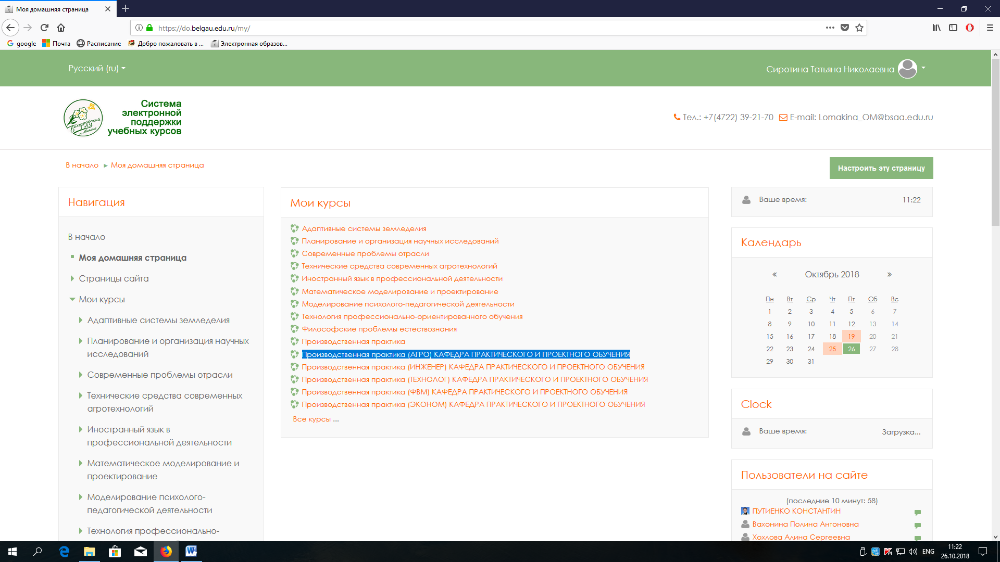 Моя домашняя страница
https://do.belgau.edu.ru/my/
google Почта Расписание Добро пожаловать в ... Электронная образов...
Русский (ru)
Сиротина Татьяна Николаевна
Система
электронной
поддержки
учебных курсов
Белгородский
ГАУ
п. Майский
Тел.: +7(4722) 39-21-70 E-mail: Lomakina_OM@bsaa.edu.ru
В начало ► Моя домашняя страница
Настроить эту страницу
Навигация
В начало
Моя домашняя страница
Страницы сайта
Мои курсы
Адаптивные системы земледелия
Планирование и организация научных
исследований
Современные проблемы отрасли
Технические средства современных
агротехнологий
Иностранный язык в
профессиональной деятельности
Математическое моделирование и
проектирование
Моделирование психолого-
педагогической деятельности
Технология профессионально-
Мои курсы
Адаптивные системы земледелия
Планирование и организация научных исследований
Современные проблемы отрасли
Технические средства современных агротехнологий
Иностранный язык в профессиональной деятельности
Математическое моделирование и проектирование
Моделирование психолого-педагогической деятельности
Технология профессионально-ориентированного обучения
Философские проблемы естествознания
Производственная практика
Производственная практика (АГРО) КАФЕДРА ПРАКТИЧЕСКОГО И ПРОЕКТНОГО ОБУЧЕНИЯ
Производственная практика (ИНЖЕНЕР) КАФЕДРА ПРАКТИЧЕСКОГО И ПРОЕКТНОГО ОБУЧЕНИЯ
Производственная практика (ТЕХНОЛОГ) КАФЕДРА ПРАКТИЧЕСКОГО И ПРОЕКТНОГО ОБУЧЕНИЯ
Производственная практика (ФВМ) КАФЕДРА ПРАКТИЧЕСКОГО И ПРОЕКТНОГО ОБУЧЕНИЯ
Производственная практика (ЭКОНОМ) КАФЕДРА ПРАКТИЧЕСКОГО И ПРОЕКТНОГО ОБУЧЕНИЯ
Все курсы ...
Ваше время: 11:22
Календарь
« Октябрь 2018 »
Пн Вт Ср Чт Пт Сб Вс
1 2 3 4 5 6 7
8 9 10 11 12 13 14
15 16 17 18 19 20 21
22 23 24 25 26 27 28
29 30 31
Clock
Ваше время: Загрузка...
Пользователи на сайте
(последние 10 минут: 58)
ПУТИЕНКО КОНСТАНТИН
Вахонина Полина Антоновна
Хохлова Алина Сергеевна
ENG
11:22
26.10.2018